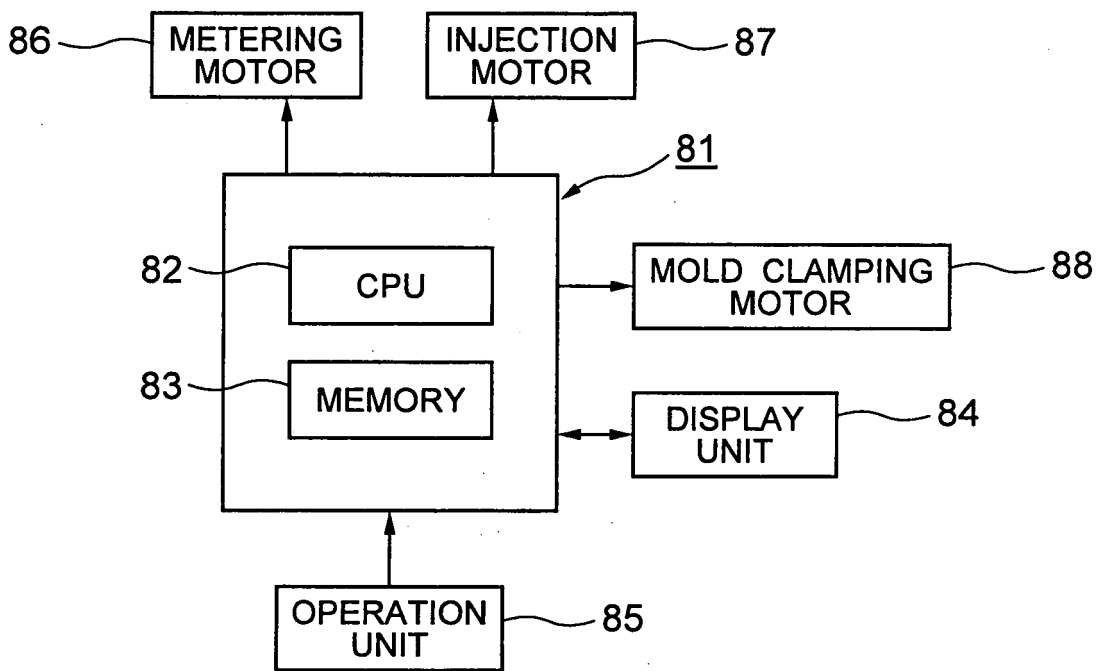 86
METERING
MOTOR
INJECTION
MOTOR
87
81
82
CPU
MOLD CLAMPING
MOTOR
88
83
MEMORY
DISPLAY
UNIT
84
OPERATION
UNIT
85